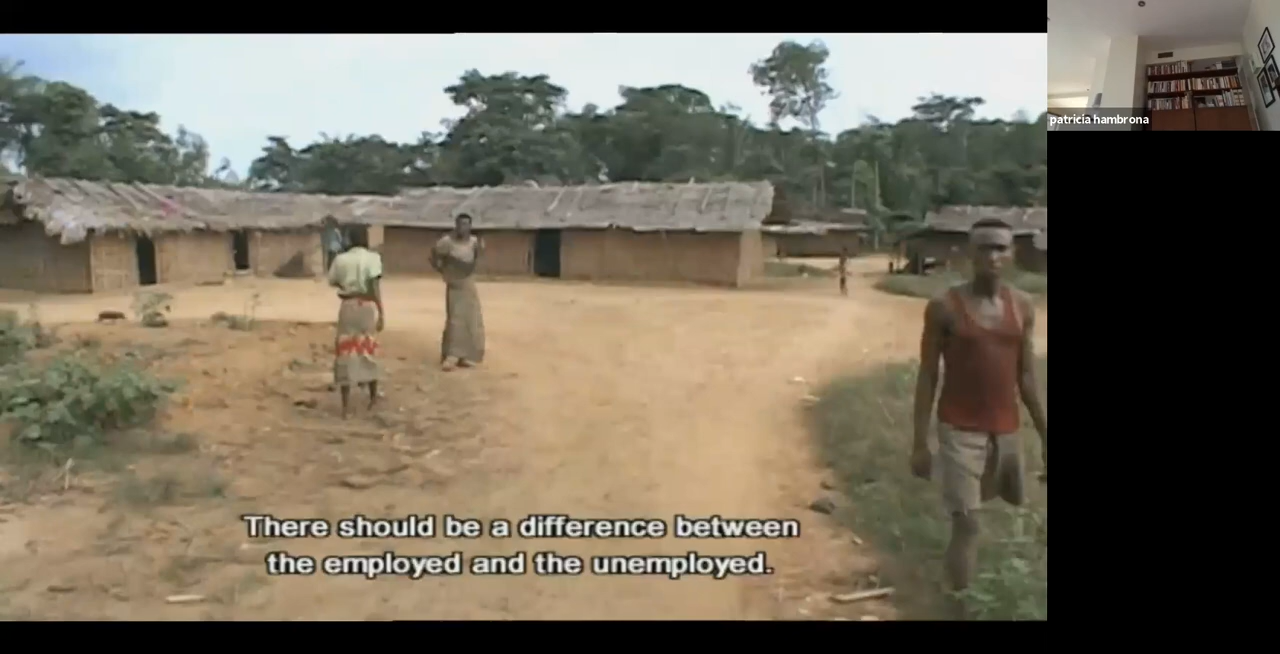 patricia hambrona
There should be a difference between
the employed and the unemployed.